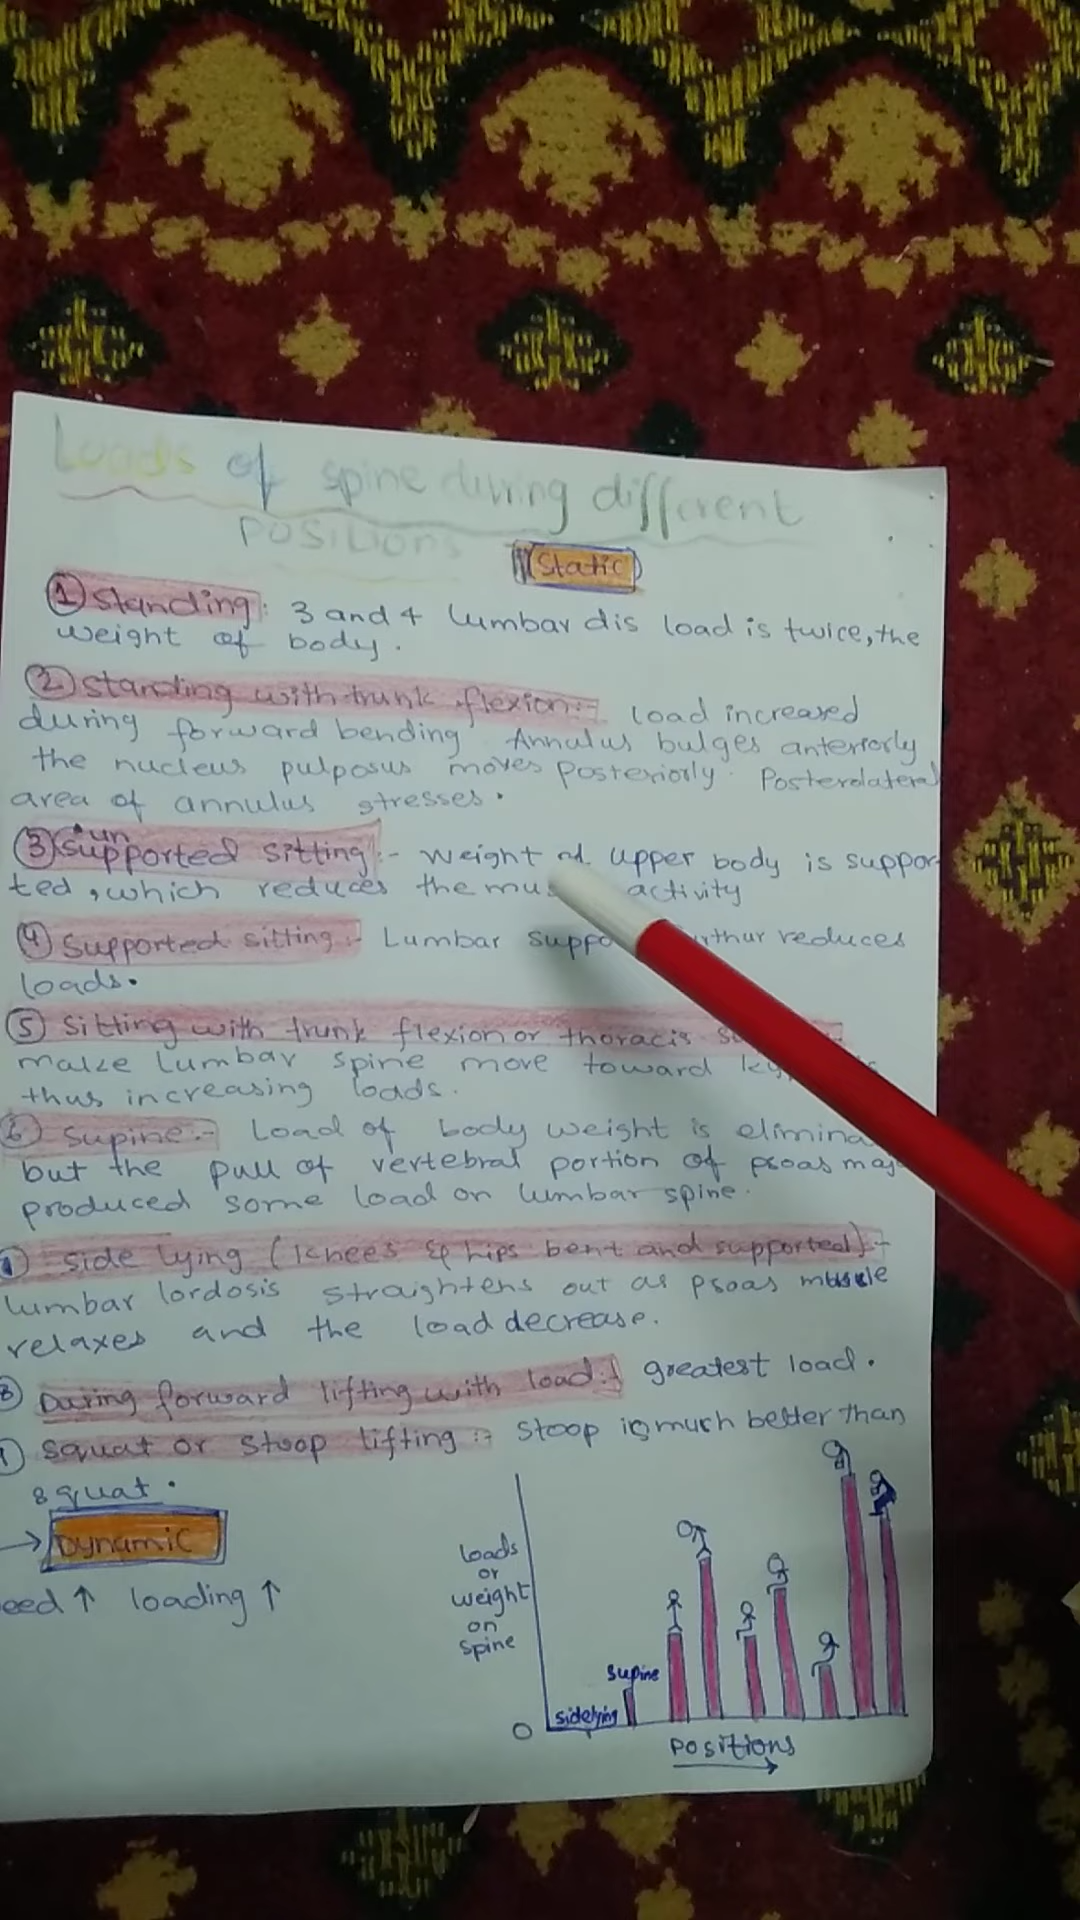 Loads of spine during different
Positions
Static
① Standing: 3 and 4 lumbar dis load is twice, the
weight of body.
② Standing with trunk flexion:- load increased
during forward bending Annulus bulges anteriorly
the nucleus pulposus moves posteriorly. Posterolateral
area of annulus stresses.
③ Supported sitting:- weight upper body is suppor
un
ted, which reduces the activity
④ Supported sitting:- Lumbar reduces
loads.
⑤ Sitting with trunk flexion or thoracis
make lumbar spine more toward
thus increasing loads.
⑥ Supine:- Load of body weight is
but the pull of vertebral portion of psoas
produced some load on lumbar spine.
side lying (knees & hips bent and supported):-
lumbar lordosis straightens out as psoas muscle
relaxes and the load decrease.
During forward lifting with load:- greatest load.
squat or stoop lifting:- stoop is much better than
squat.
→ Dynamic
eed ↑ loading ↑
Loads
or
weight
on
spine
Supine
sidelying
0
Positions
→